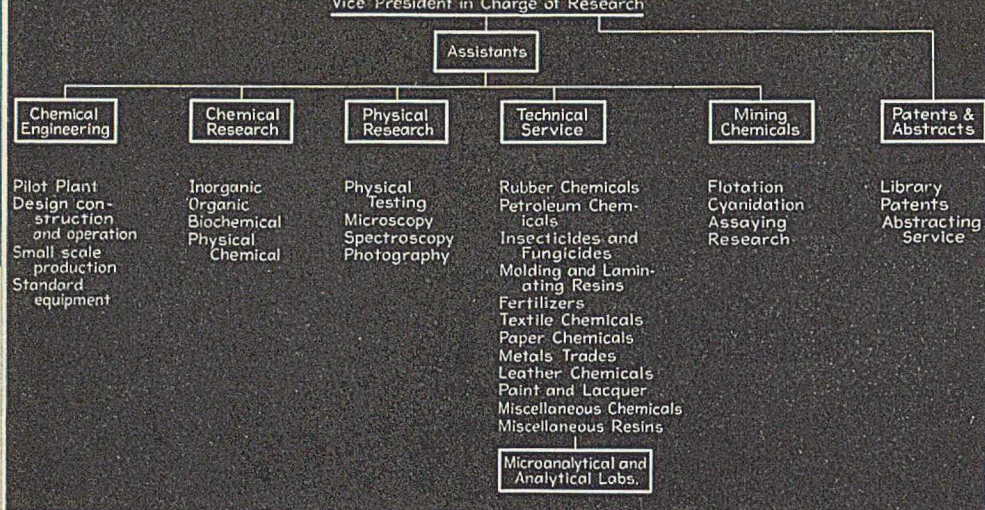 Vice President in Charge of Research
Assistants
Chemical
Engineering
Pilot Plant
Design con-
struction
and operation
Small scale
production
Standard
equipment
Chemical
Research
Inorganic
Organic
Biochemical
Physical
Chemical
Physical
Research
Physical
Testing
Microscopy
Spectroscopy
Photography
Technical
Service
Rubber Chemicals
Petroleum Chem-
icals
Insecticides and
Fungicides
Molding and Lamin-
ating Resins
Fertilizers
Textile Chemicals
Paper Chemicals
Metals Trades
Leather Chemicals
Paint and Lacquer
Miscellaneous Chemicals
Miscellaneous Resins
Microanalytical and
Analytical Labs.
Mining
Chemicals
Flotation
Cyanidation
Assaying
Research
Patents &
Abstracts
Library
Patents
Abstracting
Service